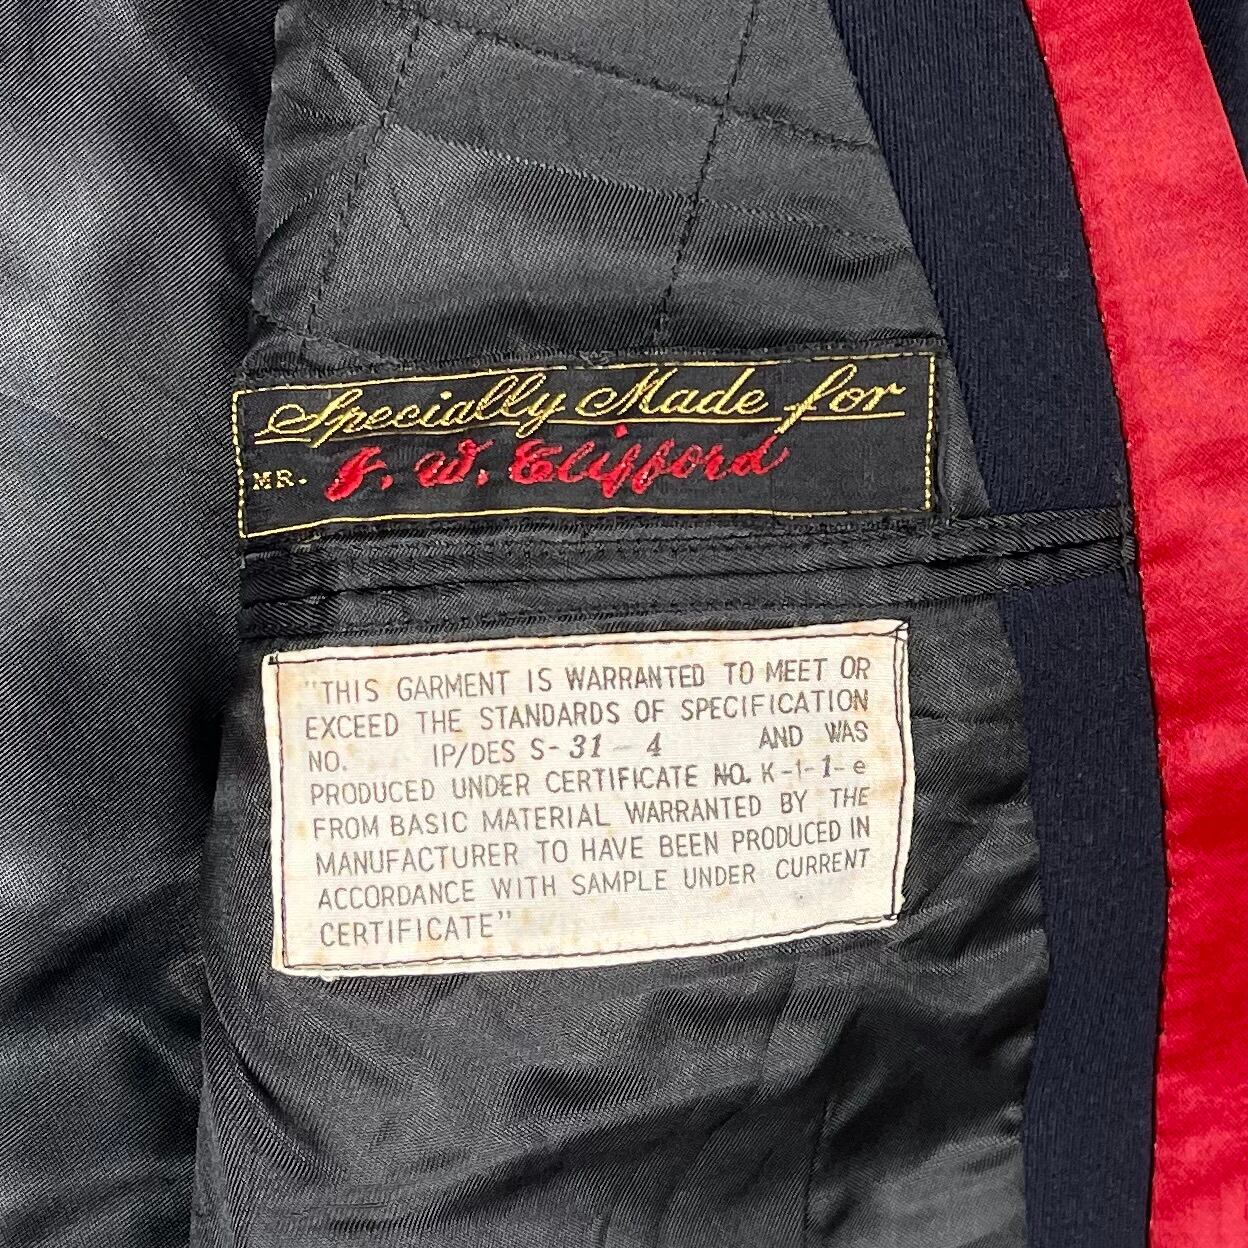 Specially Made for
MR. J. W. Clifford
"THIS GARMENT IS WARRANTED TO MEET OR
EXCEED THE STANDARDS OF SPECIFICATION
NO. IP/DES S-31-4 AND WAS
PRODUCED UNDER CERTIFICATE NO. K-1-1-e
FROM BASIC MATERIAL WARRANTED BY THE
MANUFACTURER TO HAVE BEEN PRODUCED IN
ACCORDANCE WITH SAMPLE UNDER CURRENT
CERTIFICATE"